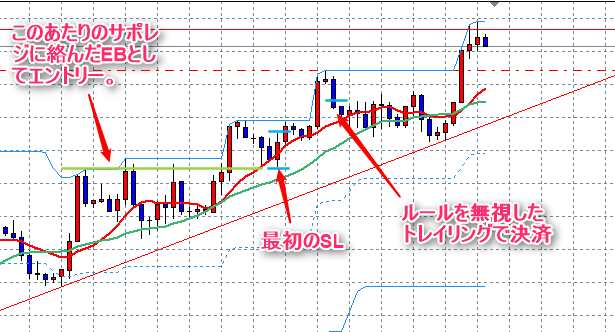 このあたりのサポレ
ジに絡んだEBとし
てエントリー。
最初のSL
ルールを無視した
トレイリングで決済